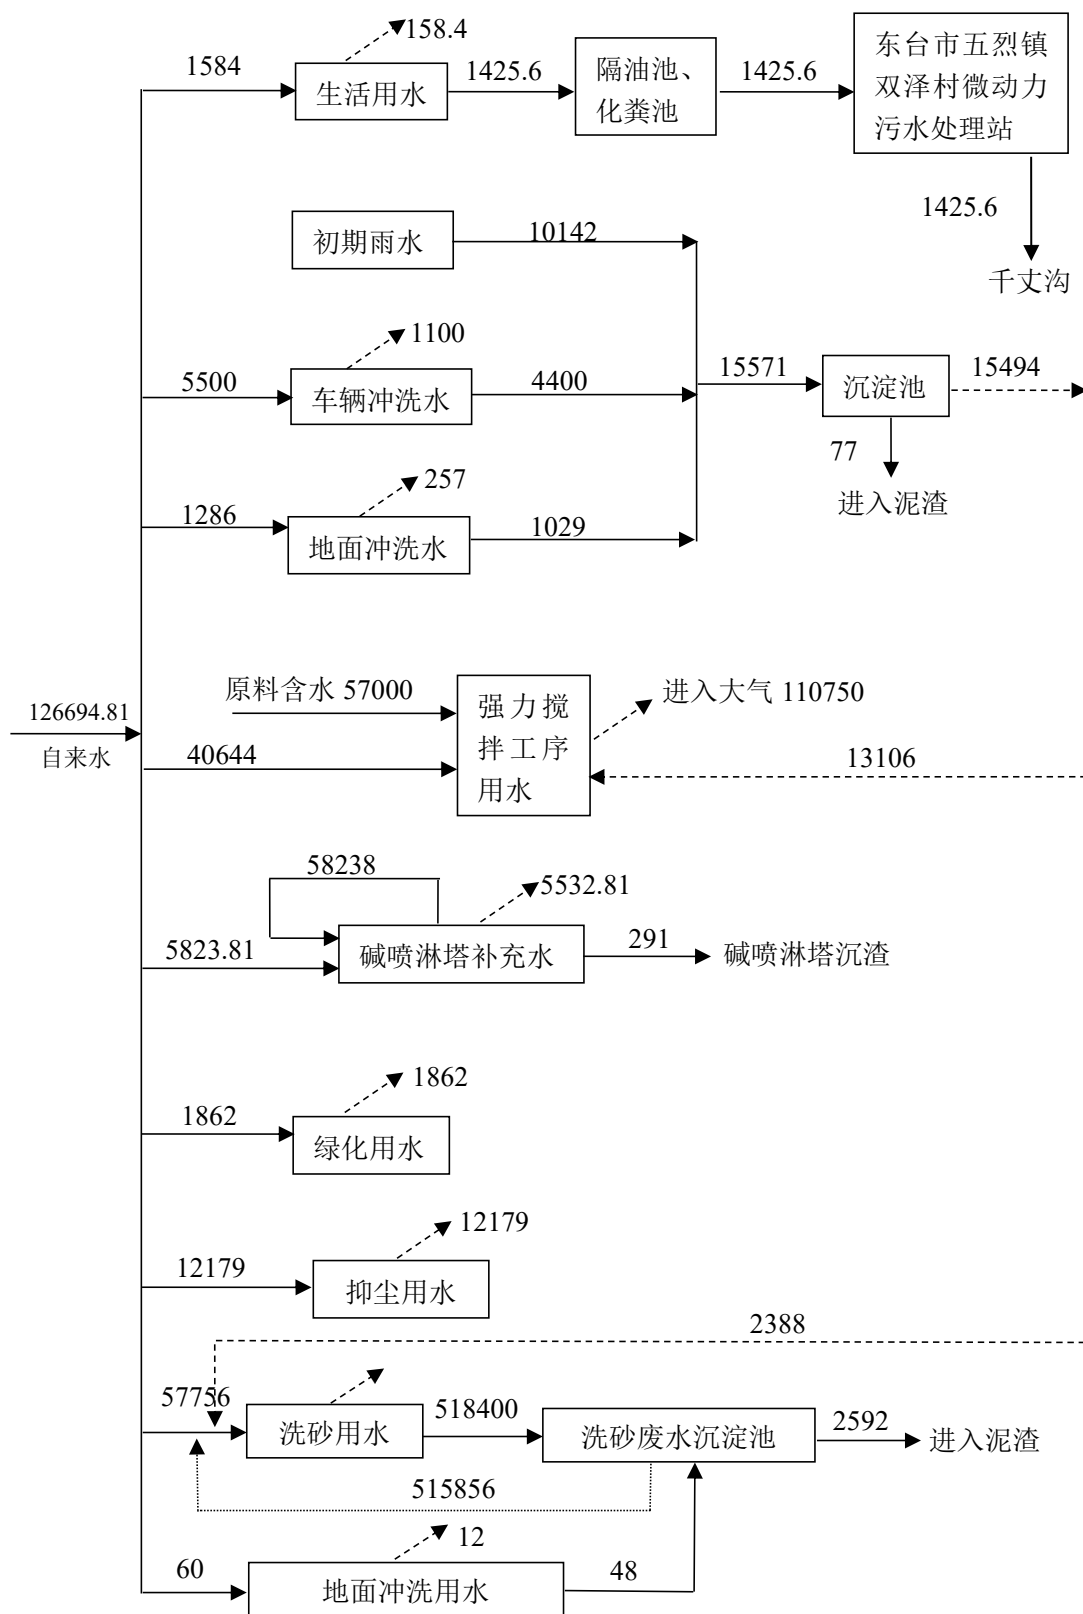 158.4
1584
生活用水
1425.6
隔油池、
化粪池
1425.6
东台市五烈镇
双泽村微动力
污水处理站
1425.6
千丈沟
初期雨水
10142
1100
5500
车辆冲洗水
4400
15571
沉淀池
15494
77
进入泥渣
257
1286
地面冲洗水
1029
126694.81
自来水
原料含水 57000
40644
强力搅
拌工序
用水
进入大气 110750
13106
58238
5532.81
5823.81
碱喷淋塔补充水
291
碱喷淋塔沉渣
1862
1862
绿化用水
12179
12179
抑尘用水
2388
57756
洗砂用水
518400
洗砂废水沉淀池
2592
进入泥渣
515856
12
60
地面冲洗用水
48